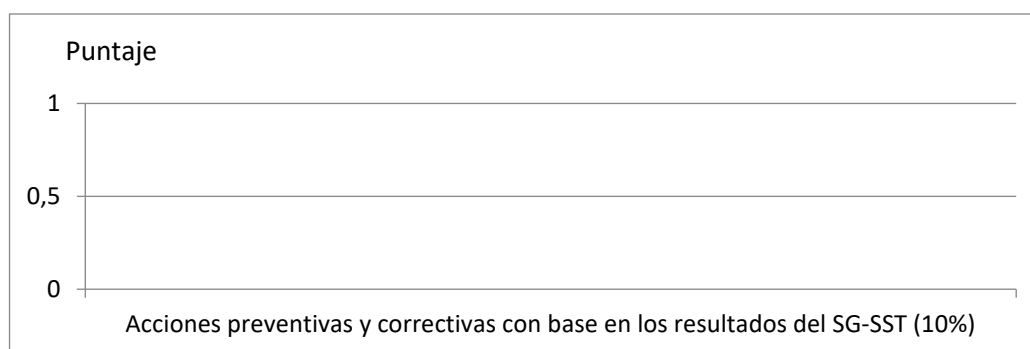 Puntaje
1
0,5
0
Acciones preventivas y correctivas con base en los resultados del SG-SST (10%)